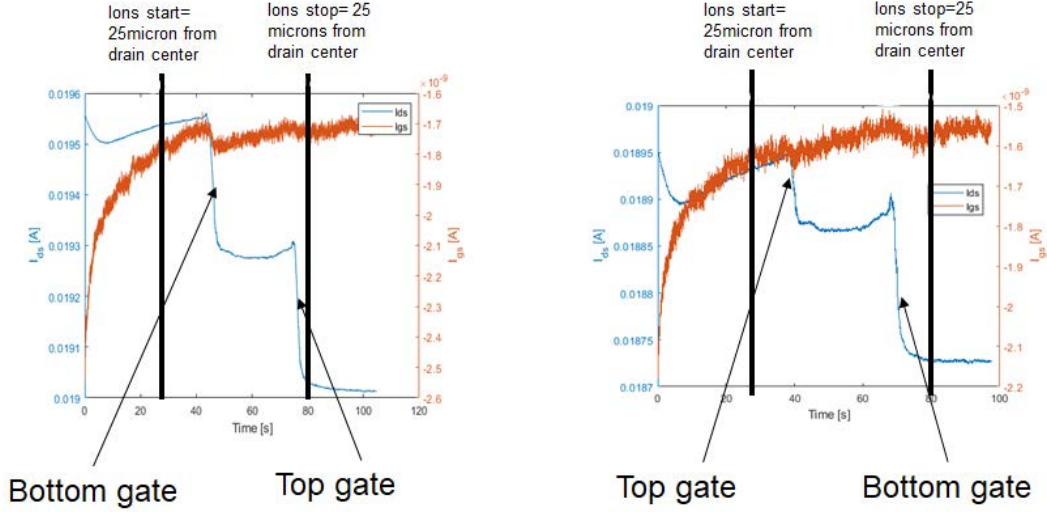 Ions start=
25micron from
drain center
Ions stop= 25
microns from
drain center
Ions start=
25micron from
drain center
Ions stop=25
microns from
drain center
0.0196
0.0195
0.0194
0.0193
0.0192
0.0191
0.019
I_ds [A]
×10^-9
-1.6
-1.7
-1.8
-1.9
-2
-2.1
-2.2
-2.3
-2.4
-2.5
-2.6
I_gs [A]
Ids
Igs
0 20 40 60 80 100 120
Time [s]
Bottom gate
Top gate
0.019
0.01895
0.0189
0.01885
0.0188
0.01875
0.0187
I_ds [A]
×10^-9
-1.5
-1.6
-1.7
-1.8
-1.9
-2
-2.1
-2.2
I_gs [A]
Ids
Igs
0 20 40 60 80 100
Time [s]
Top gate
Bottom gate